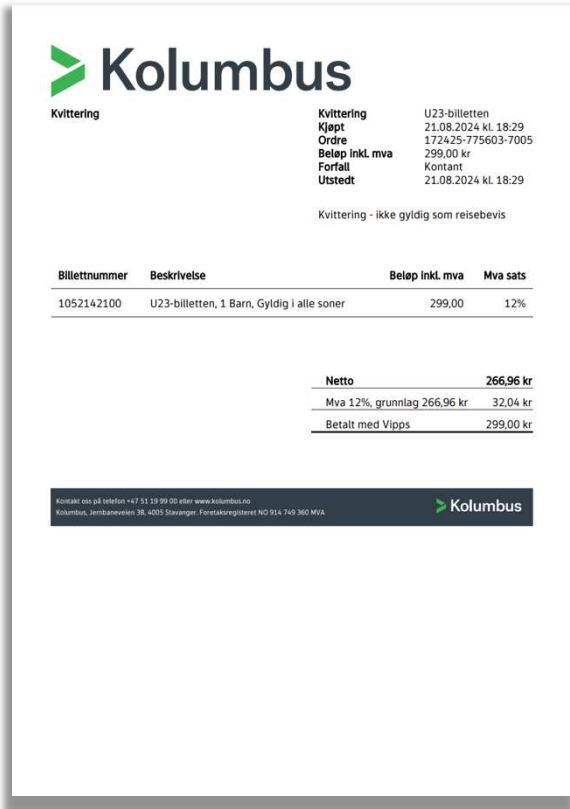 Kolumbus
Kvittering
Kvittering U23-billetten
Kjøpt 21.08.2024 kl. 18:29
Ordre 172425-775603-7005
Beløp inkl. mva 299,00 kr
Forfall Kontant
Utstedt 21.08.2024 kl. 18:29
Kvittering - ikke gyldig som reisebevis
Billettnummer Beskrivelse Beløp inkl. mva Mva sats
1052142100 U23-billetten, 1 Barn, Gyldig i alle soner 299,00 12%
Netto 266,96 kr
Mva 12%, grunnlag 266,96 kr 32,04 kr
Betalt med Vipps 299,00 kr
Kontakt oss på telefon +47 51 19 99 00 eller www.kolumbus.no
Kolumbus, Jernbaneveien 38, 4005 Stavanger. Foretaksregisteret NO 914 749 360 MVA
Kolumbus